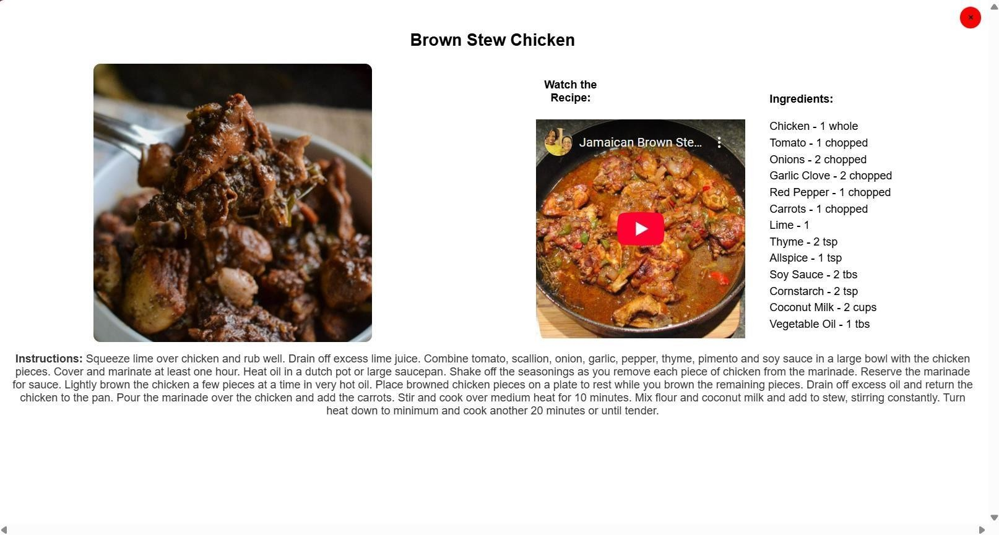 ×
Brown Stew Chicken
Watch the
Recipe:
Jamaican Brown Ste...
Ingredients:
Chicken - 1 whole
Tomato - 1 chopped
Onions - 2 chopped
Garlic Clove - 2 chopped
Red Pepper - 1 chopped
Carrots - 1 chopped
Lime - 1
Thyme - 2 tsp
Allspice - 1 tsp
Soy Sauce - 2 tbs
Cornstarch - 2 tsp
Coconut Milk - 2 cups
Vegetable Oil - 1 tbs
Instructions: Squeeze lime over chicken and rub well. Drain off excess lime juice. Combine tomato, scallion, onion, garlic, pepper, thyme, pimento and soy sauce in a large bowl with the chicken
pieces. Cover and marinate at least one hour. Heat oil in a dutch pot or large saucepan. Shake off the seasonings as you remove each piece of chicken from the marinade. Reserve the marinade
for sauce. Lightly brown the chicken a few pieces at a time in very hot oil. Place browned chicken pieces on a plate to rest while you brown the remaining pieces. Drain off excess oil and return the
chicken to the pan. Pour the marinade over the chicken and add the carrots. Stir and cook over medium heat for 10 minutes. Mix flour and coconut milk and add to stew, stirring constantly. Turn
heat down to minimum and cook another 20 minutes or until tender.